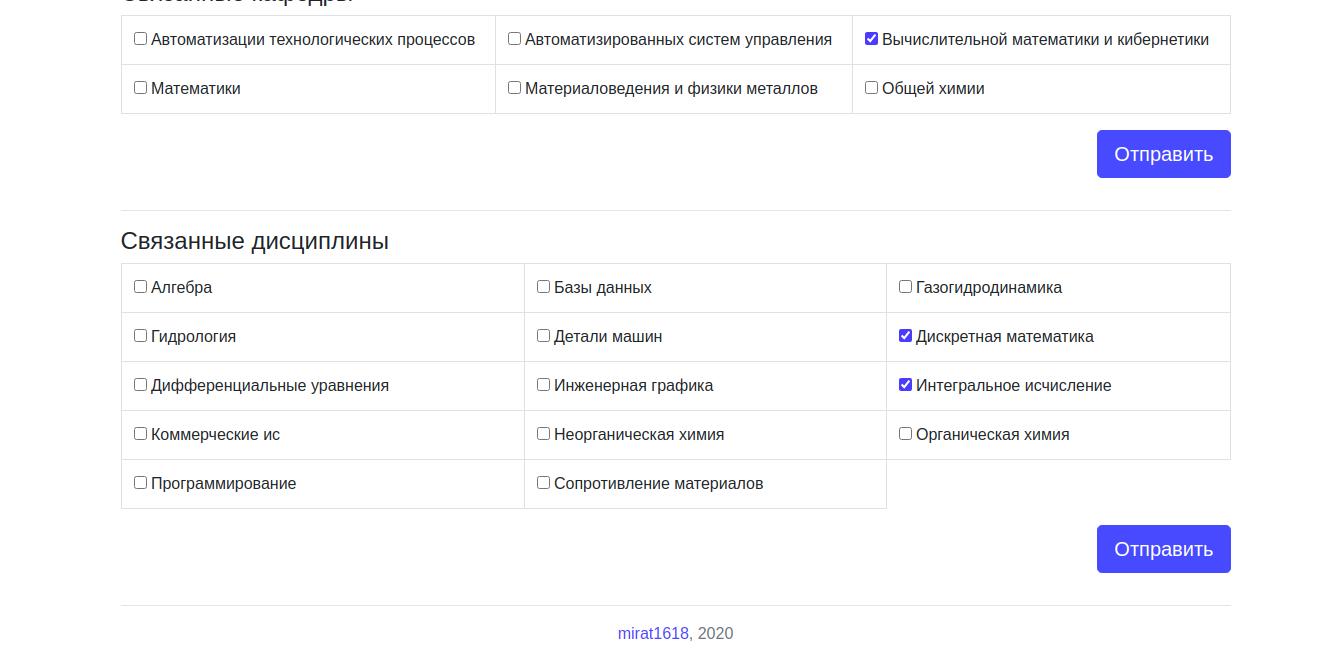 Связанные кафедры
Автоматизации технологических процессов Автоматизированных систем управления Вычислительной математики и кибернетики
Математики Материаловедения и физики металлов Общей химии
Отправить
Связанные дисциплины
Алгебра Базы данных Газогидродинамика
Гидрология Детали машин Дискретная математика
Дифференциальные уравнения Инженерная графика Интегральное исчисление
Коммерческие ис Неорганическая химия Органическая химия
Программирование Сопротивление материалов
Отправить
mirat1618, 2020